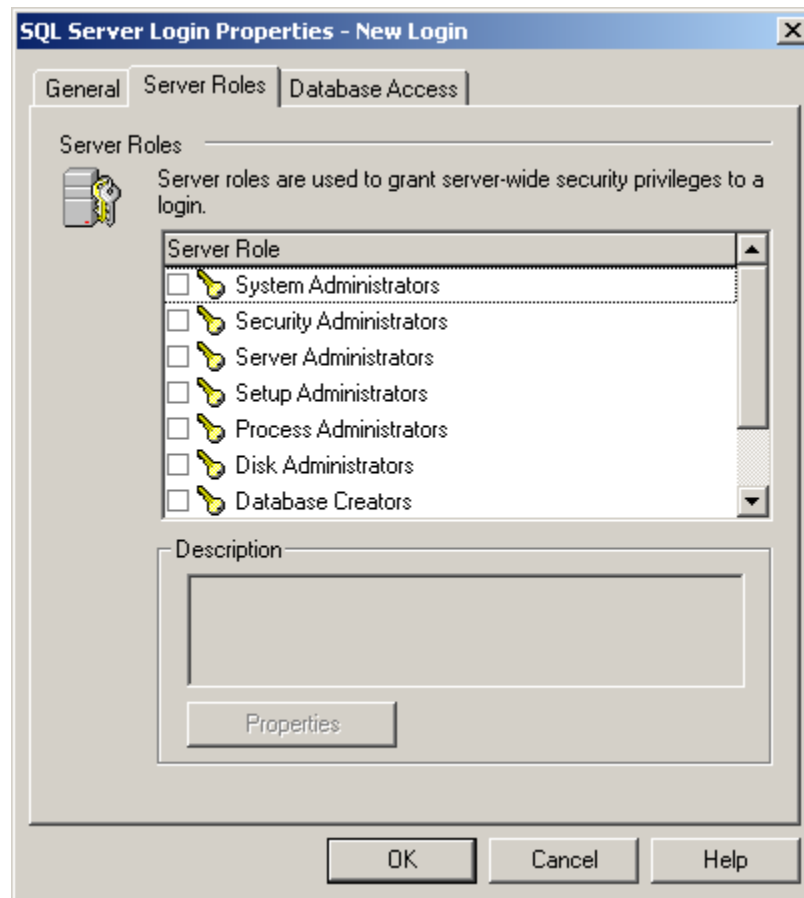 SQL Server Login Properties - New Login
General
Server Roles
Database Access
Server Roles
Server roles are used to grant server-wide security privileges to a
login.
Server Role
System Administrators
Security Administrators
Server Administrators
Setup Administrators
Process Administrators
Disk Administrators
Database Creators
Description
Properties
OK
Cancel
Help